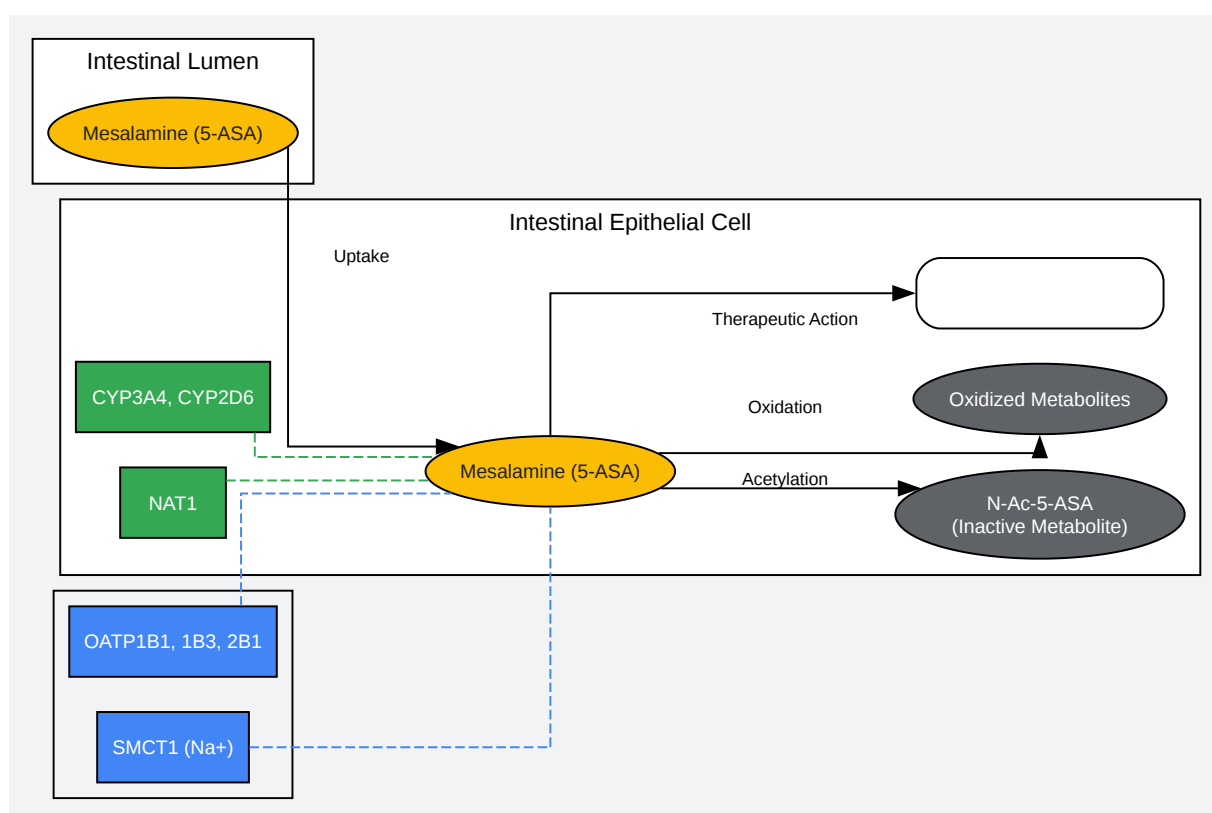 Intestinal Lumen
Mesalamine (5-ASA)
Intestinal Epithelial Cell
Uptake
Therapeutic Action
CYP3A4, CYP2D6
Oxidation
Oxidized Metabolites
Mesalamine (5-ASA)
Acetylation
NAT1
N-Ac-5-ASA
(Inactive Metabolite)
OATP1B1, 1B3, 2B1
SMCT1 (Na+)